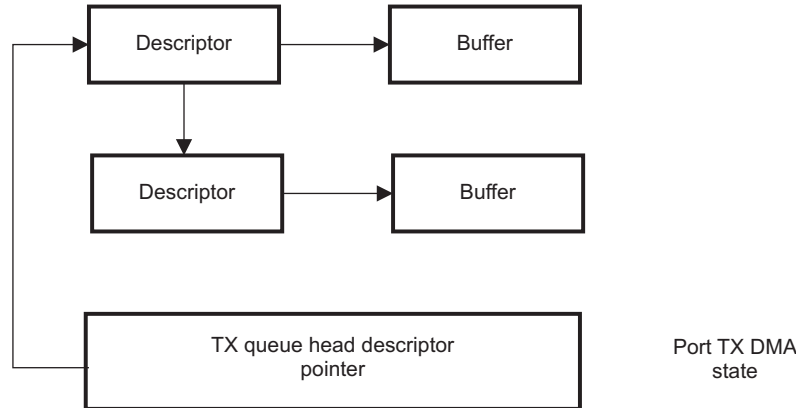 Descriptor
Buffer
Descriptor
Buffer
TX queue head descriptor
pointer
Port TX DMA
state